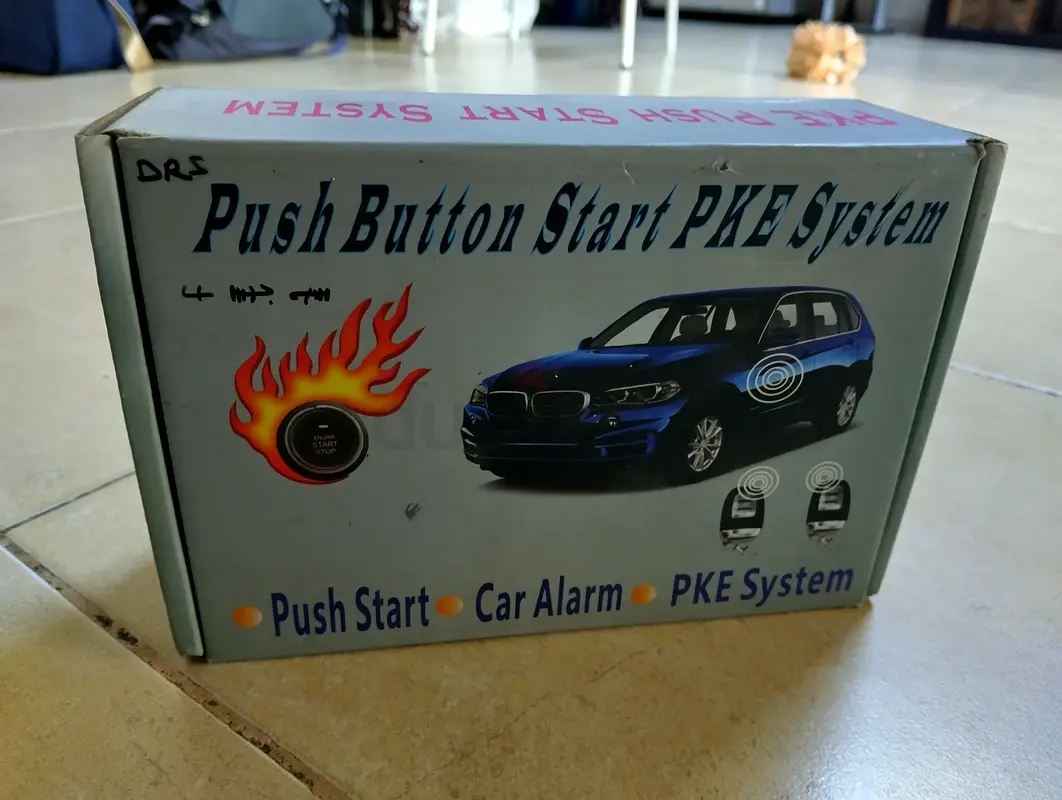 PKE PUSH START SYSTEM
DRS
Push Button Start PKE System
ENGINE
START
STOP
Push Start Car Alarm PKE System